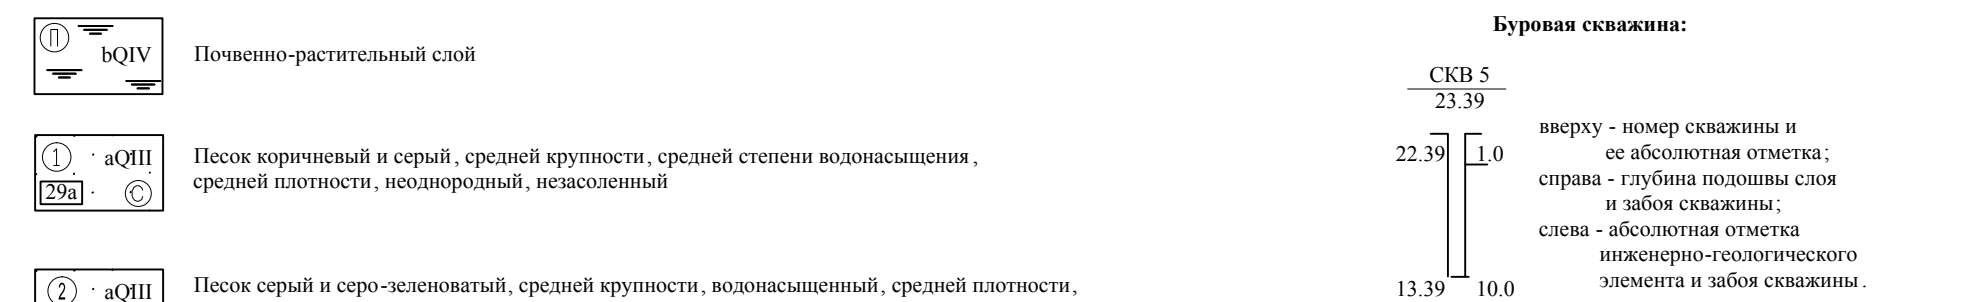 П
bQIV
Почвенно-растительный слой
1
aQIII
29а
С
Песок коричневый и серый, средней крупности, средней степени водонасыщения,
средней плотности, неоднородный, незасоленный
2
aQIII
Песок серый и серо-зеленоватый, средней крупности, водонасыщенный, средней плотности,
Буровая скважина:
СКВ 5
23.39
22.39 1.0
13.39 10.0
вверху - номер скважины и
ее абсолютная отметка;
справа - глубина подошвы слоя
и забоя скважины;
слева - абсолютная отметка
инженерно-геологического
элемента и забоя скважины.